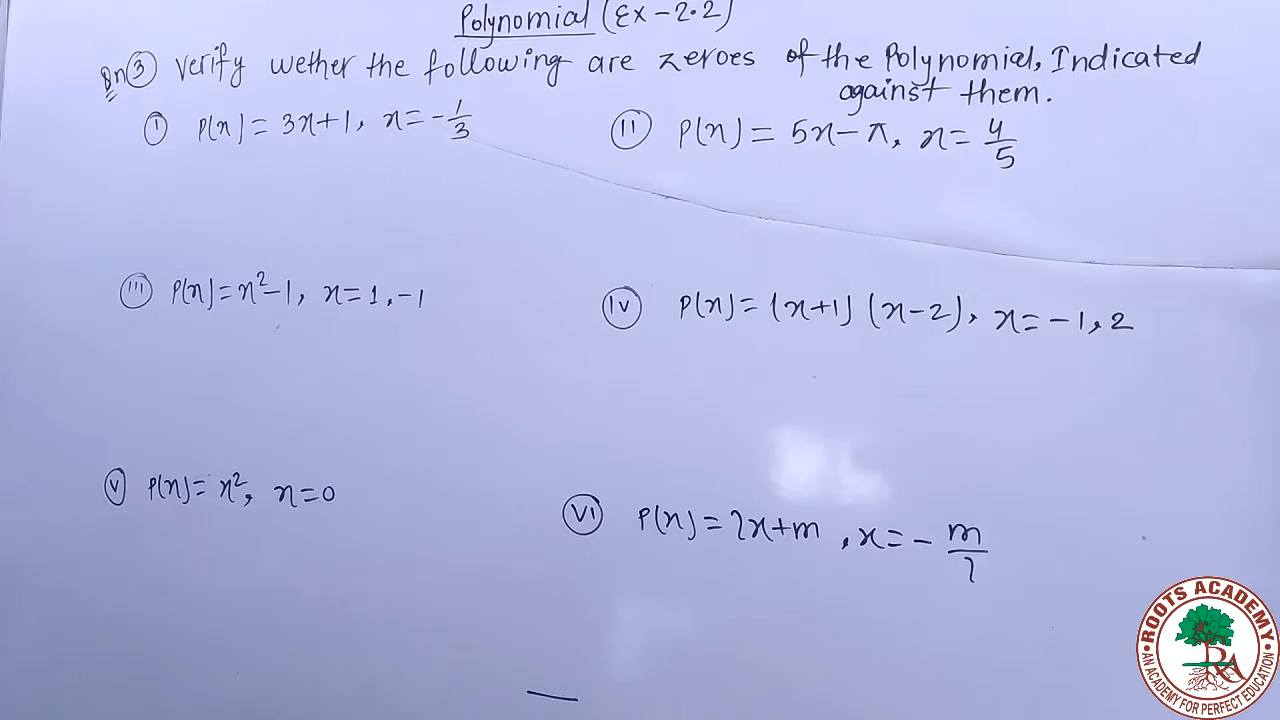 Polynomial (Ex-2.2)
Qn ③ Verify wether the following are zeroes of the Polynomial, Indicated
against them.
ⓘ P(x) = 3x+1, x = -1/3
ⅠⅠ P(x) = 5x-π, x = 4/5
ⅠⅠⅠ P(x) = x²-1, x = 1, -1
Ⅳ P(x) = (x+1) (x-2), x = -1, 2
Ⅴ P(x) = x², x = 0
ⅤⅠ P(x) = lx+m, x = -m/l
ROOTS ACADEMY
AN ACADEMY FOR PERFECT EDUCATION
RA